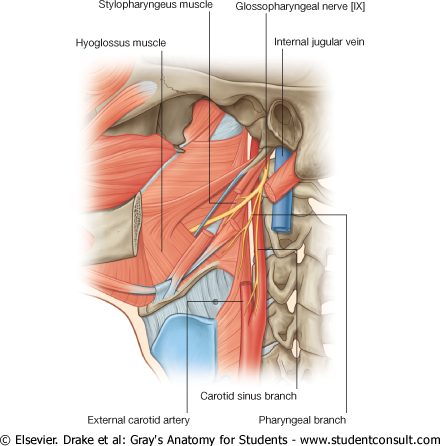 Stylopharyngeus muscle
Glossopharyngeal nerve [IX]
Hyoglossus muscle
Internal jugular vein
Carotid sinus branch
External carotid artery
Pharyngeal branch
© Elsevier. Drake et al: Gray's Anatomy for Students - www.studentconsult.com